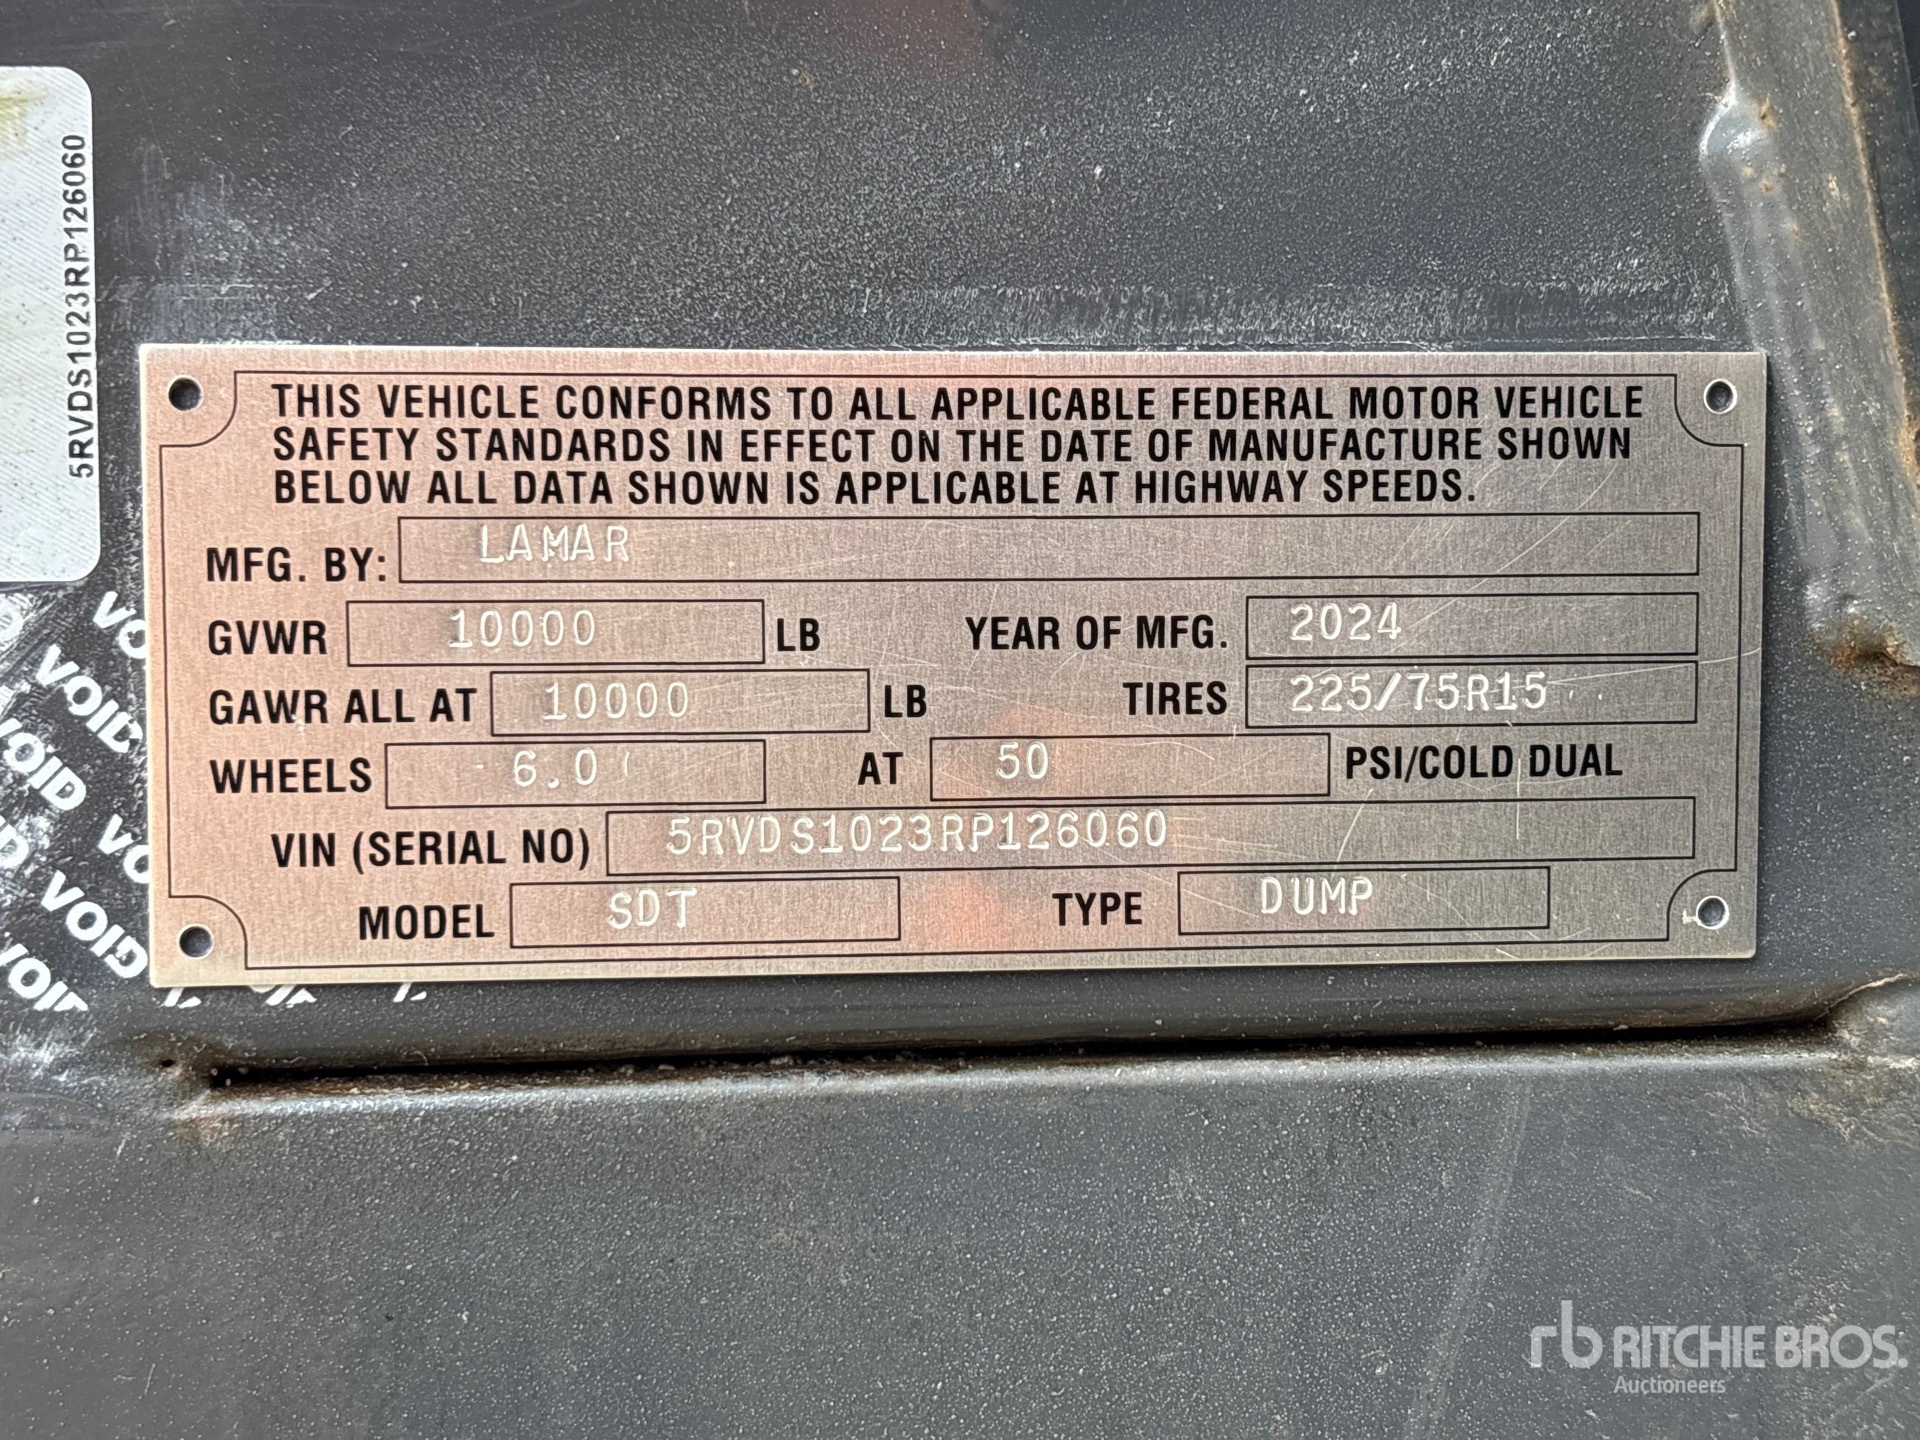 5RVDS1023RP126060
THIS VEHICLE CONFORMS TO ALL APPLICABLE FEDERAL MOTOR VEHICLE
SAFETY STANDARDS IN EFFECT ON THE DATE OF MANUFACTURE SHOWN
BELOW ALL DATA SHOWN IS APPLICABLE AT HIGHWAY SPEEDS.
MFG. BY: LAMAR
GVWR 10000 LB YEAR OF MFG. 2024
GAWR ALL AT 10000 LB TIRES 225/75R15
WHEELS 6.0 AT 50 PSI/COLD DUAL
VIN (SERIAL NO) 5RVDS1023RP126060
MODEL SDT TYPE DUMP
VOID
VOID
VOID
VOID
rb RITCHIE BROS.
Auctioneers